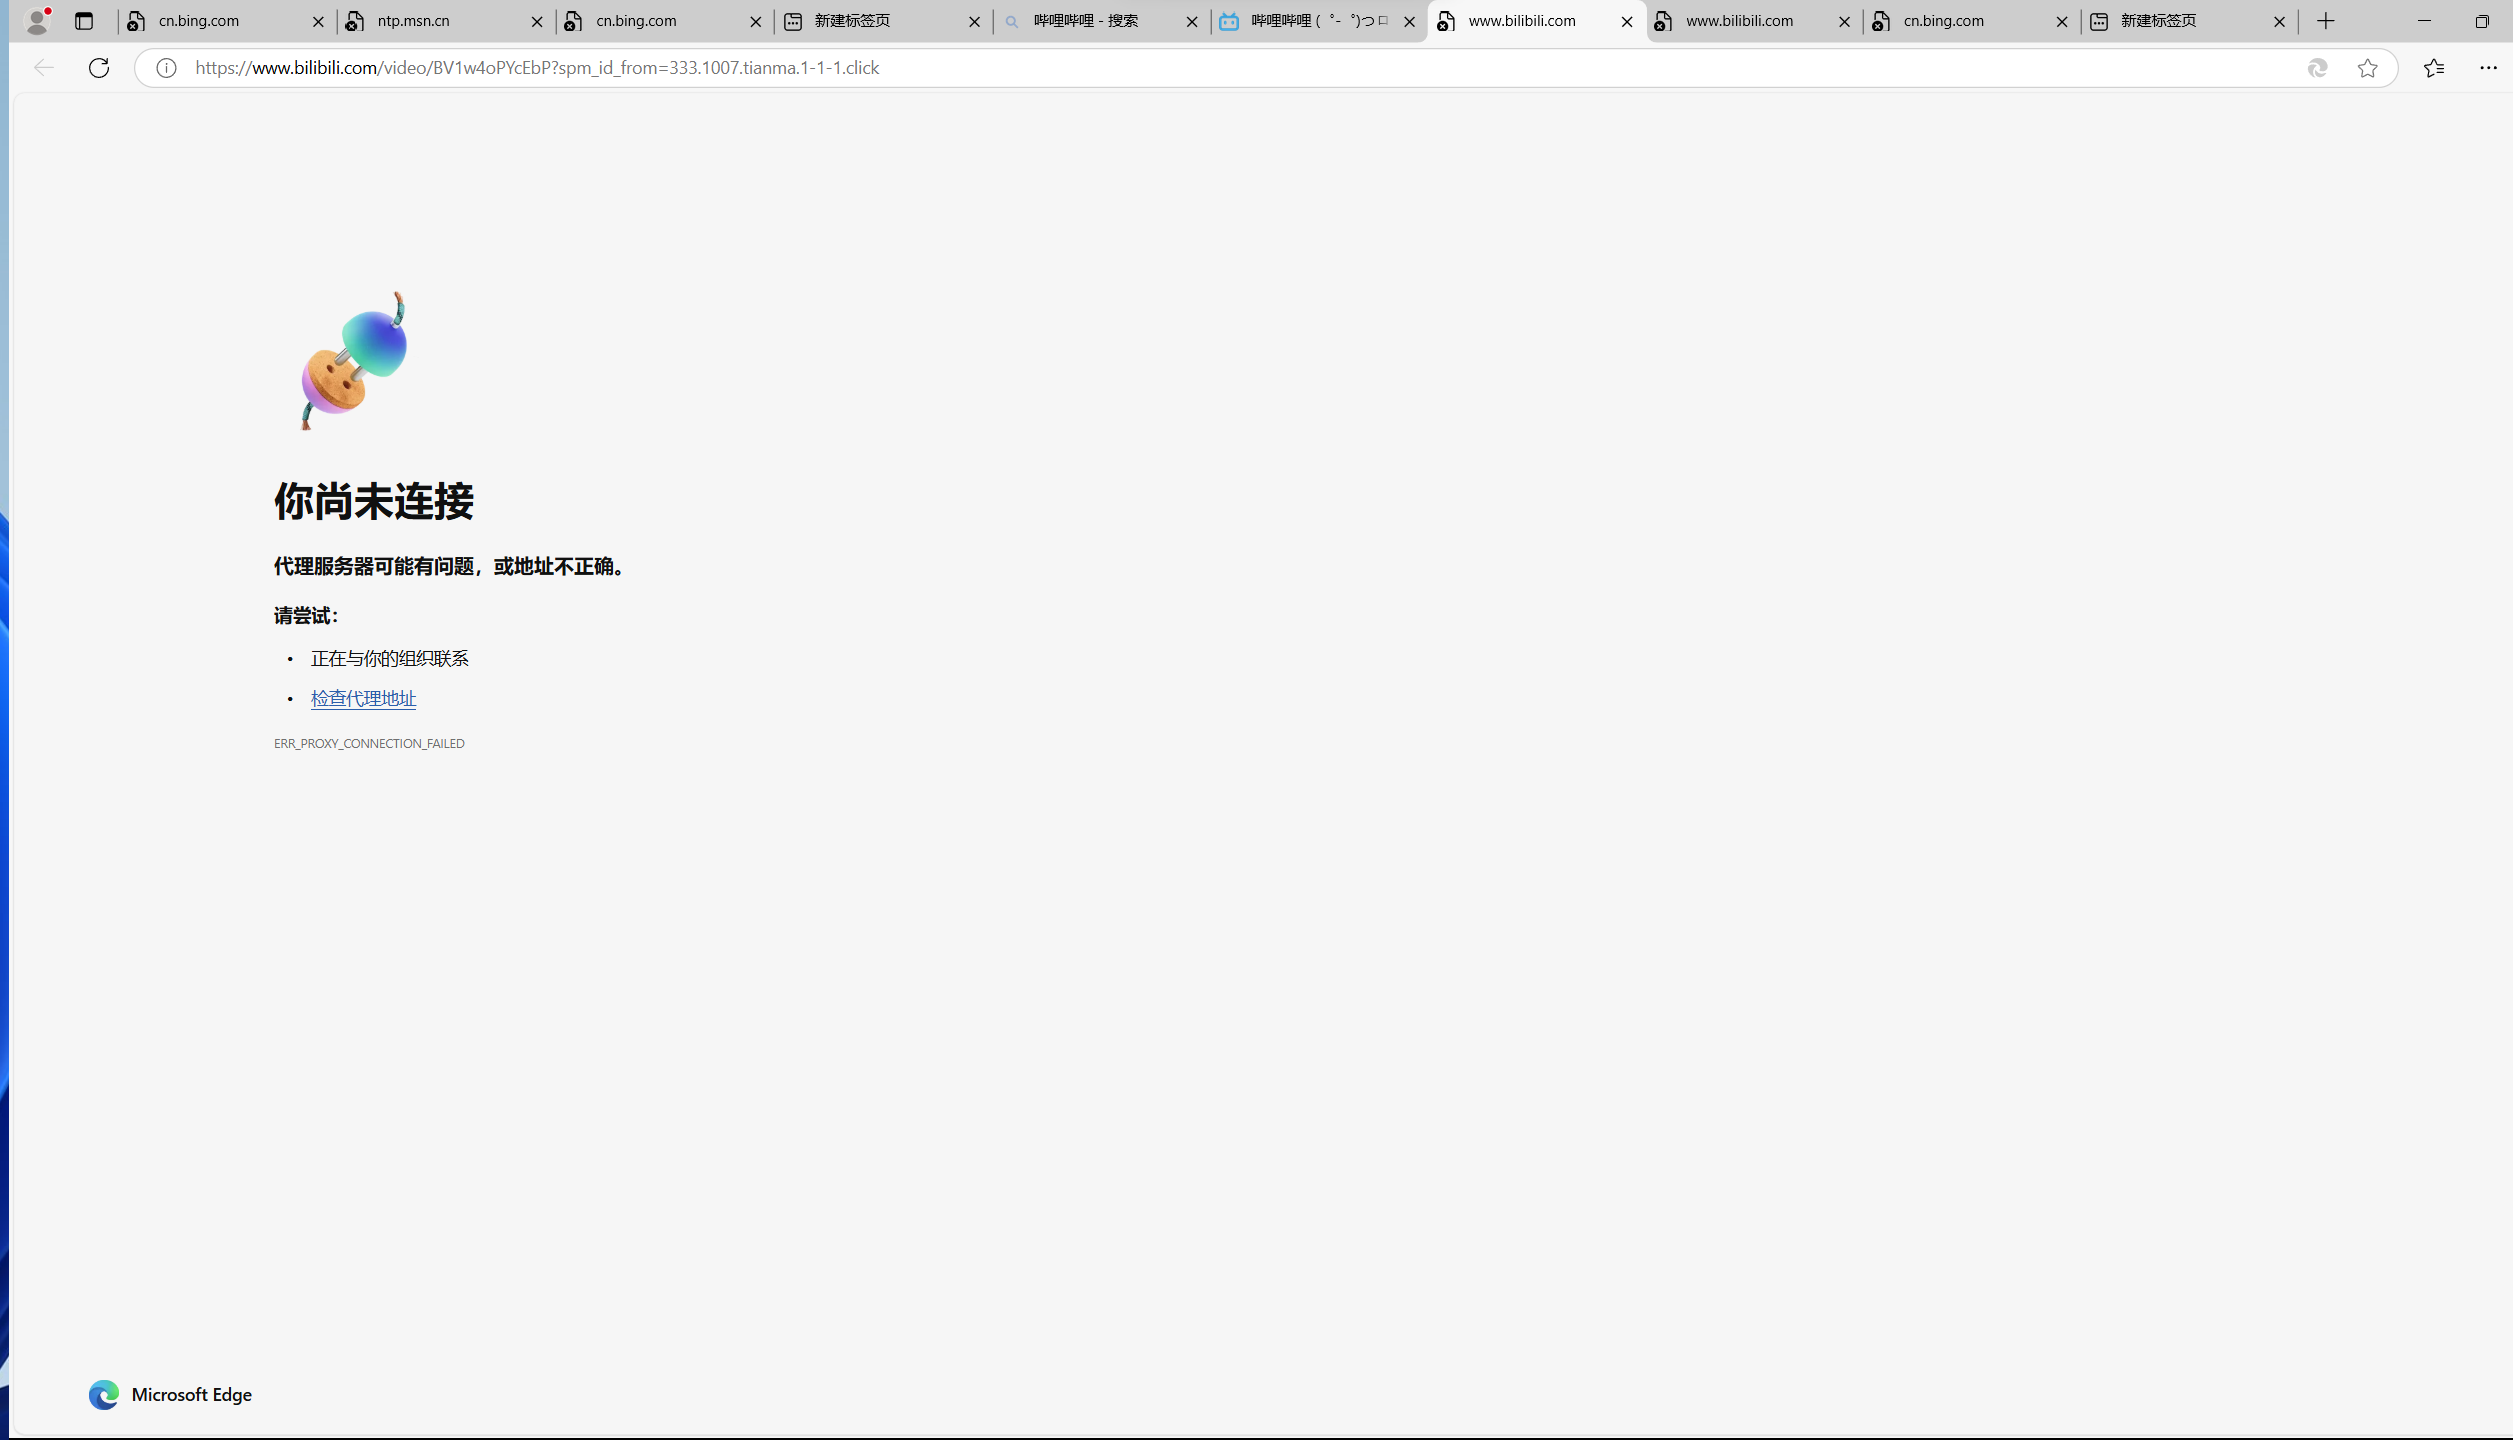 cn.bing.com
ntp.msn.cn
cn.bing.com
新建标签页
哔哩哔哩 - 搜索
哔哩哔哩 (゜-゜)つロ
www.bilibili.com
www.bilibili.com
cn.bing.com
新建标签页
https://www.bilibili.com/video/BV1w4oPYcEbP?spm_id_from=333.1007.tianma.1-1-1.click
你尚未连接
代理服务器可能有问题，或地址不正确。
请尝试：
• 正在与你的组织联系
• 检查代理地址
ERR_PROXY_CONNECTION_FAILED
Microsoft Edge